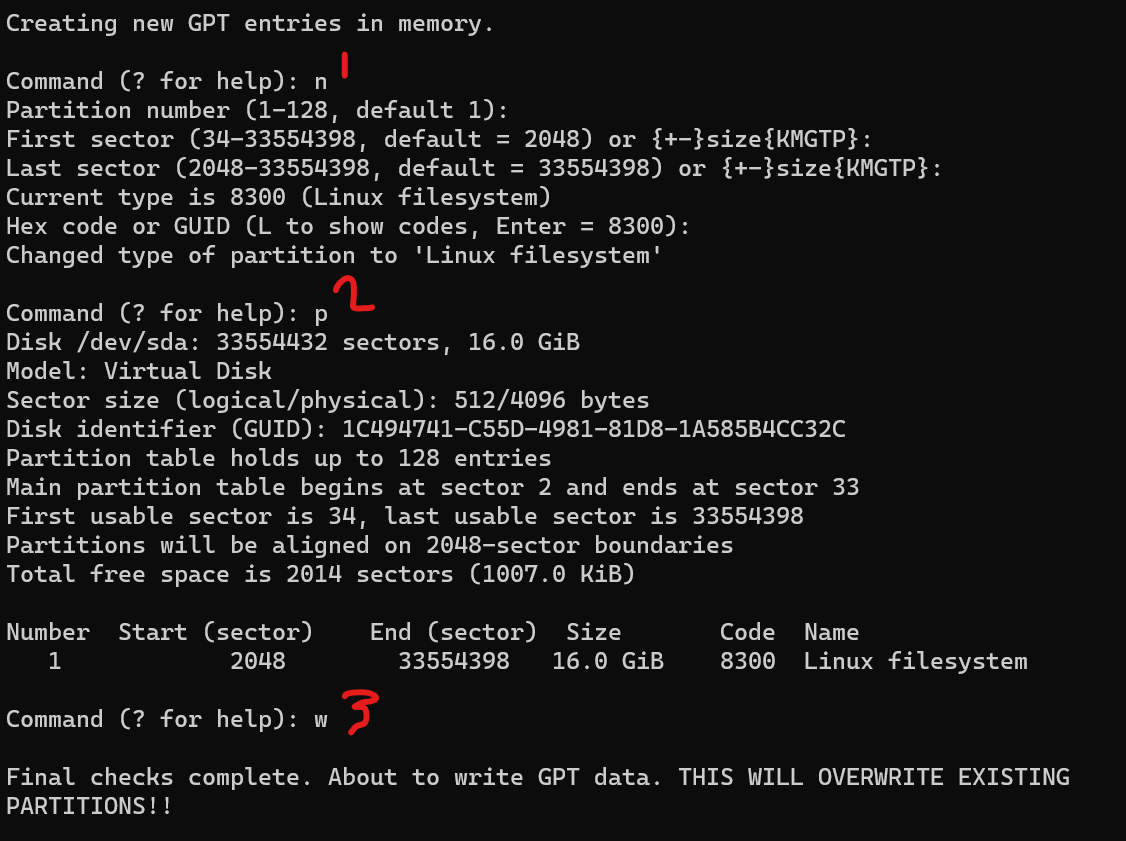 Creating new GPT entries in memory.
1
Command (? for help): n
Partition number (1-128, default 1):
First sector (34-33554398, default = 2048) or {+-}size{KMGTP}:
Last sector (2048-33554398, default = 33554398) or {+-}size{KMGTP}:
Current type is 8300 (Linux filesystem)
Hex code or GUID (L to show codes, Enter = 8300):
Changed type of partition to 'Linux filesystem'
2
Command (? for help): p
Disk /dev/sda: 33554432 sectors, 16.0 GiB
Model: Virtual Disk
Sector size (logical/physical): 512/4096 bytes
Disk identifier (GUID): 1C494741-C55D-4981-81D8-1A585B4CC32C
Partition table holds up to 128 entries
Main partition table begins at sector 2 and ends at sector 33
First usable sector is 34, last usable sector is 33554398
Partitions will be aligned on 2048-sector boundaries
Total free space is 2014 sectors (1007.0 KiB)
Number  Start (sector)    End (sector)  Size       Code  Name
   1            2048        33554398   16.0 GiB    8300  Linux filesystem
Command (? for help): w 3
Final checks complete. About to write GPT data. THIS WILL OVERWRITE EXISTING
PARTITIONS!!